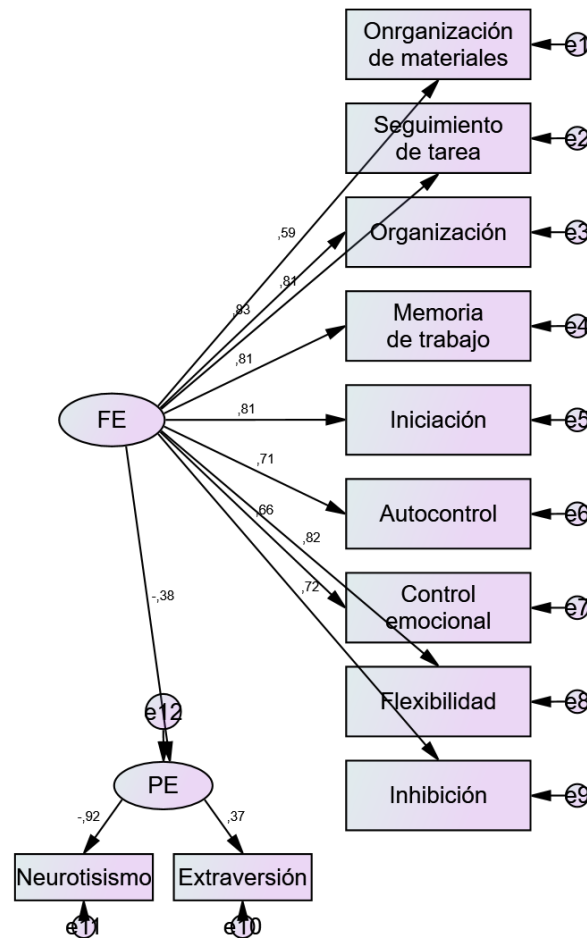 Onrganización
de materiales
e1
Seguimiento
de tarea
e2
,59
Organización
e3
,81
,83
Memoria
de trabajo
e4
,81
FE
,81
Iniciación
e5
,71
Autocontrol
e6
,66
,82
Control
emocional
e7
,72
-,38
Flexibilidad
e8
e12
PE
Inhibición
e9
-,92
,37
Neurotisismo
Extraversión
e11
e10